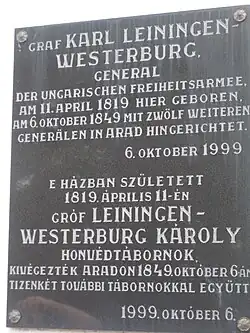 GRAF KARL LEININGEN-
WESTERBURG,
GENERAL
DER UNGARISCHEN FREIHEITSARMEE,
AM 11. APRIL 1819 HIER GEBOREN,
AM 6. OKTOBER 1849 MIT ZWÖLF WEITEREN
GENERÄLEN IN ARAD HINGERICHTET.
6. OKTOBER 1999
E HÁZBAN SZÜLETETT
1819. ÁPRILIS 11-ÉN
GRÓF LEININGEN-
WESTERBURG KÁROLY
HONVÉDTÁBORNOK,
KIVÉGEZTÉK ARADON 1849. OKTÓBER 6-ÁN
TIZENKÉT TOVÁBBI TÁBORNOKKAL EGYÜTT
1999. OKTÓBER 6.